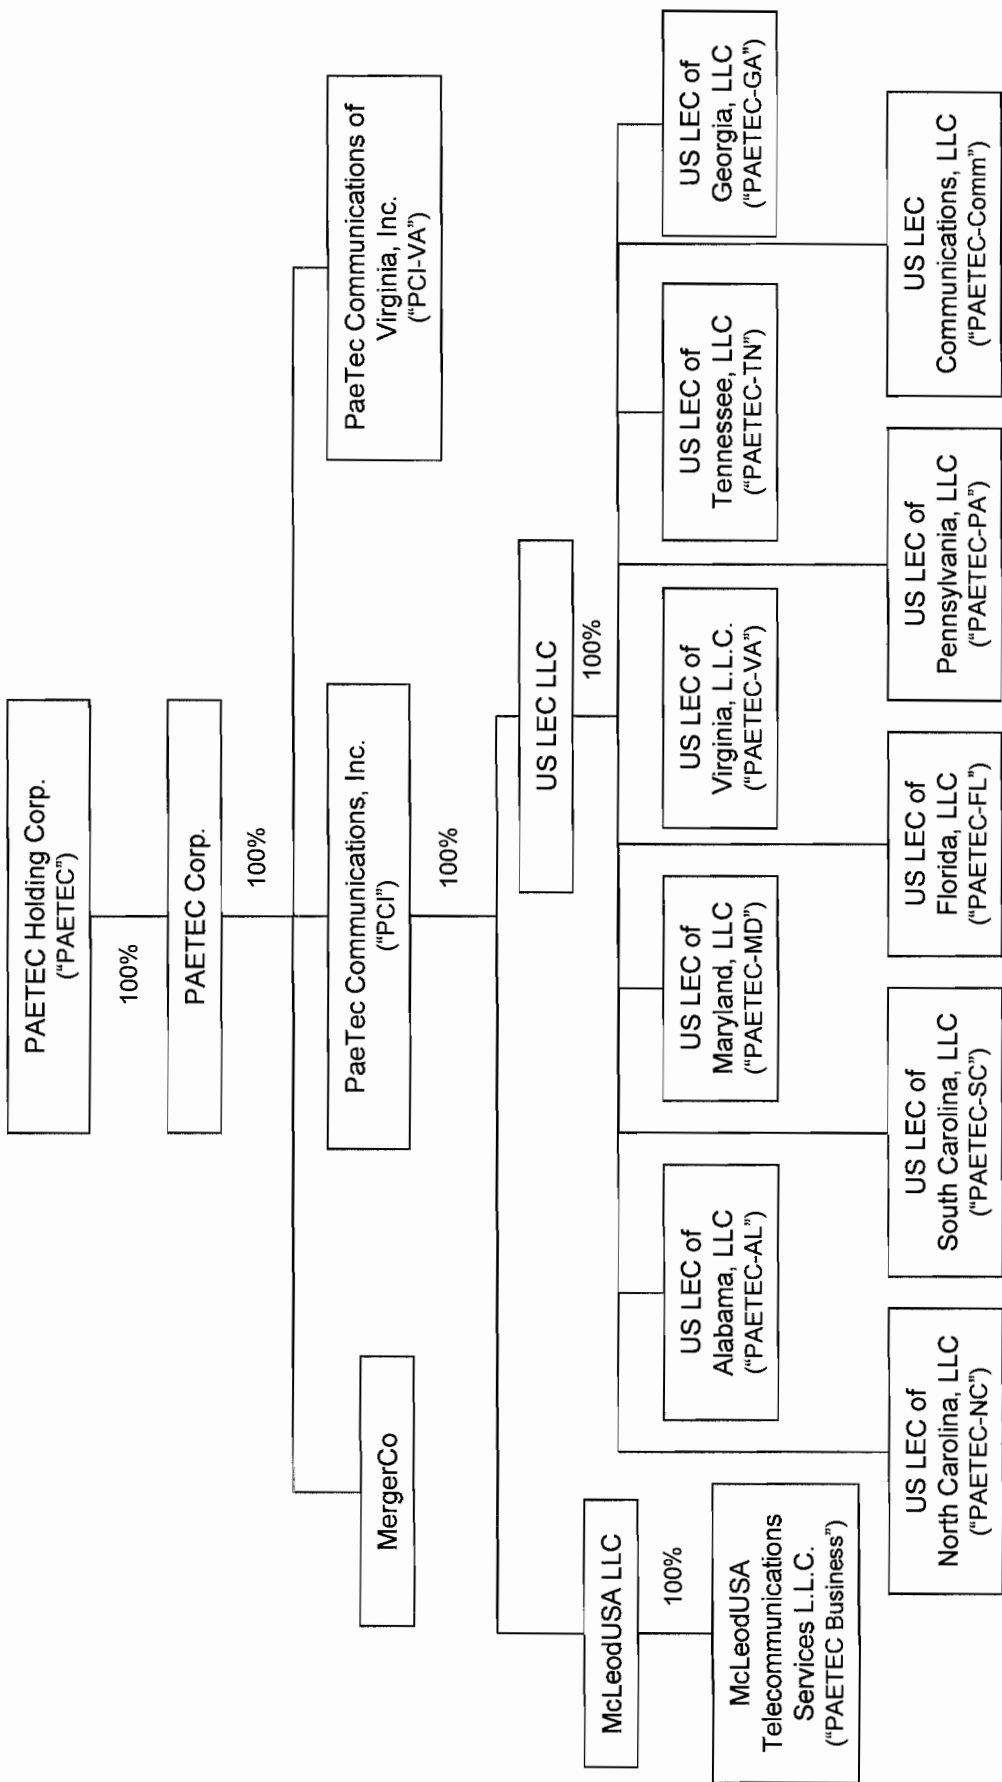 PAETEC Holding Corp.
("PAETEC")
100%
PAETEC Corp.
100%
MergerCo
PaeTec Communications, Inc.
("PCI")
PaeTec Communications of
Virginia, Inc.
("PCI-VA")
100%
McLeodUSA LLC
100%
McLeodUSA
Telecommunications
Services L.L.C.
("PAETEC Business")
US LEC LLC
100%
US LEC of
Alabama, LLC
("PAETEC-AL")
US LEC of
Maryland, LLC
("PAETEC-MD")
US LEC of
Virginia, L.L.C.
("PAETEC-VA")
US LEC of
Tennessee, LLC
("PAETEC-TN")
US LEC of
Georgia, LLC
("PAETEC-GA")
US LEC of
North Carolina, LLC
("PAETEC-NC")
US LEC of
South Carolina, LLC
("PAETEC-SC")
US LEC of
Florida, LLC
("PAETEC-FL")
US LEC of
Pennsylvania, LLC
("PAETEC-PA")
US LEC
Communications, LLC
("PAETEC-Comm")